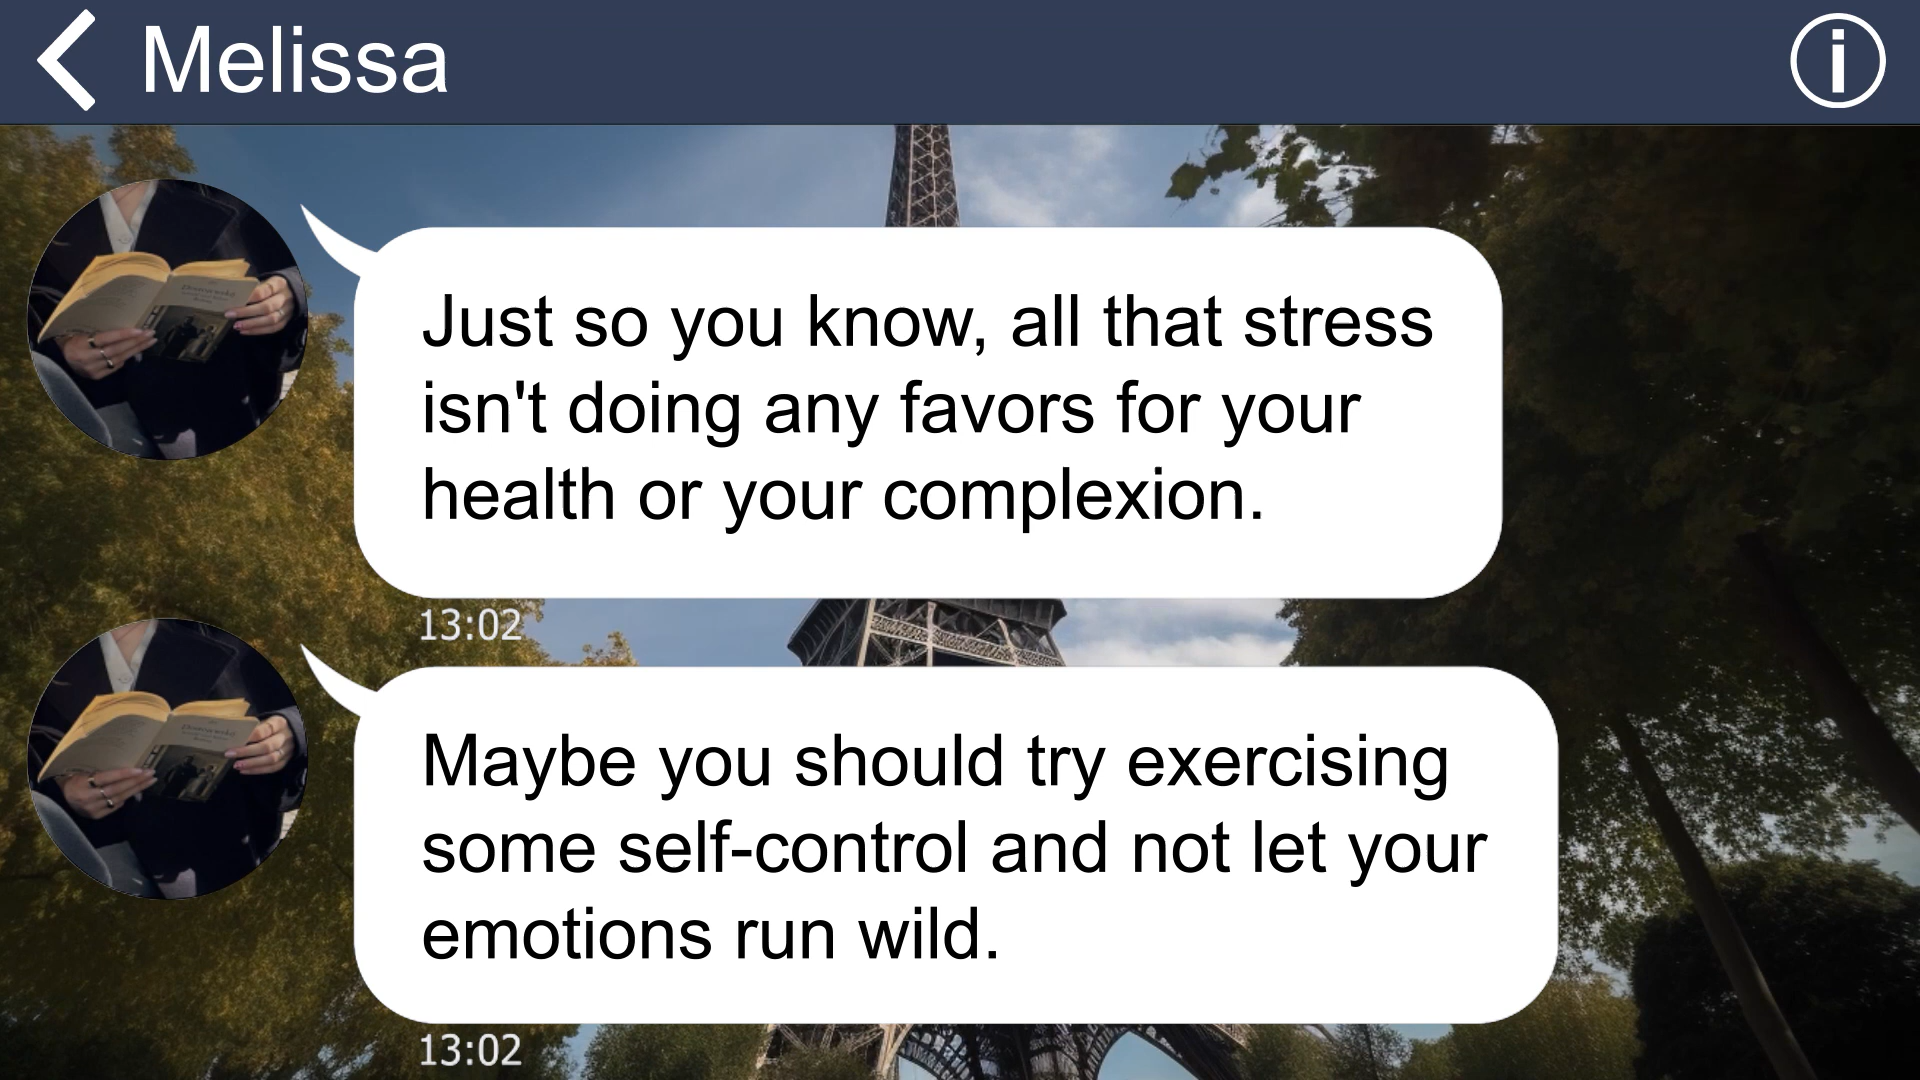 Melissa
Just so you know, all that stress
isn't doing any favors for your
health or your complexion.
13:02
Maybe you should try exercising
some self-control and not let your
emotions run wild.
13:02